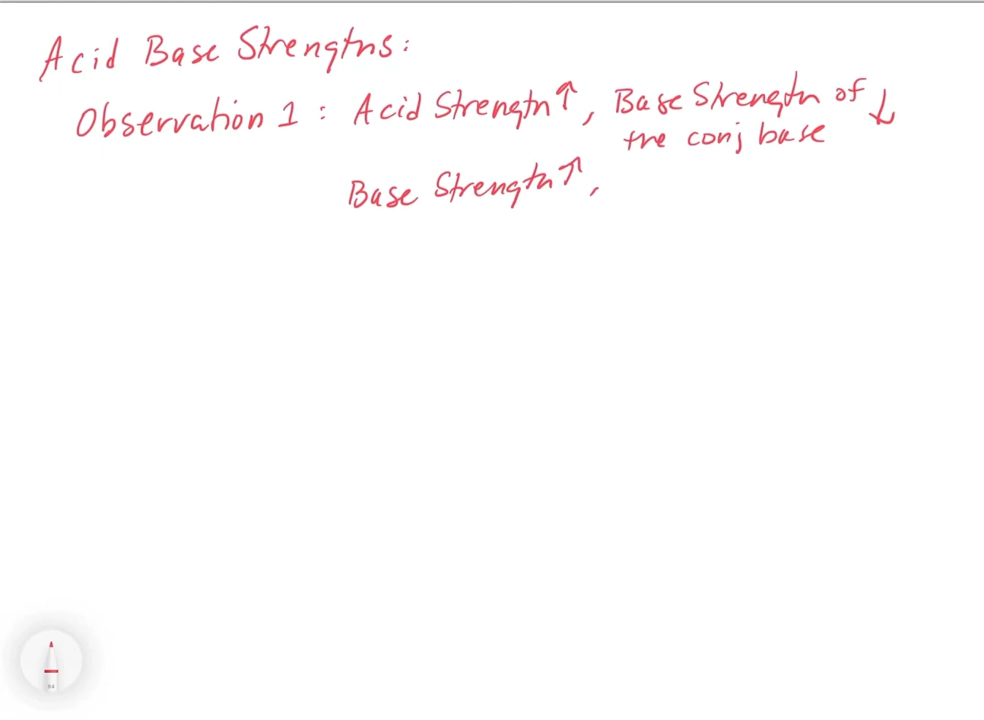 Acid Base Strengths:
Observation 1: Acid Strength↑, Base Strength of ↓
the conj base
Base Strength↑,